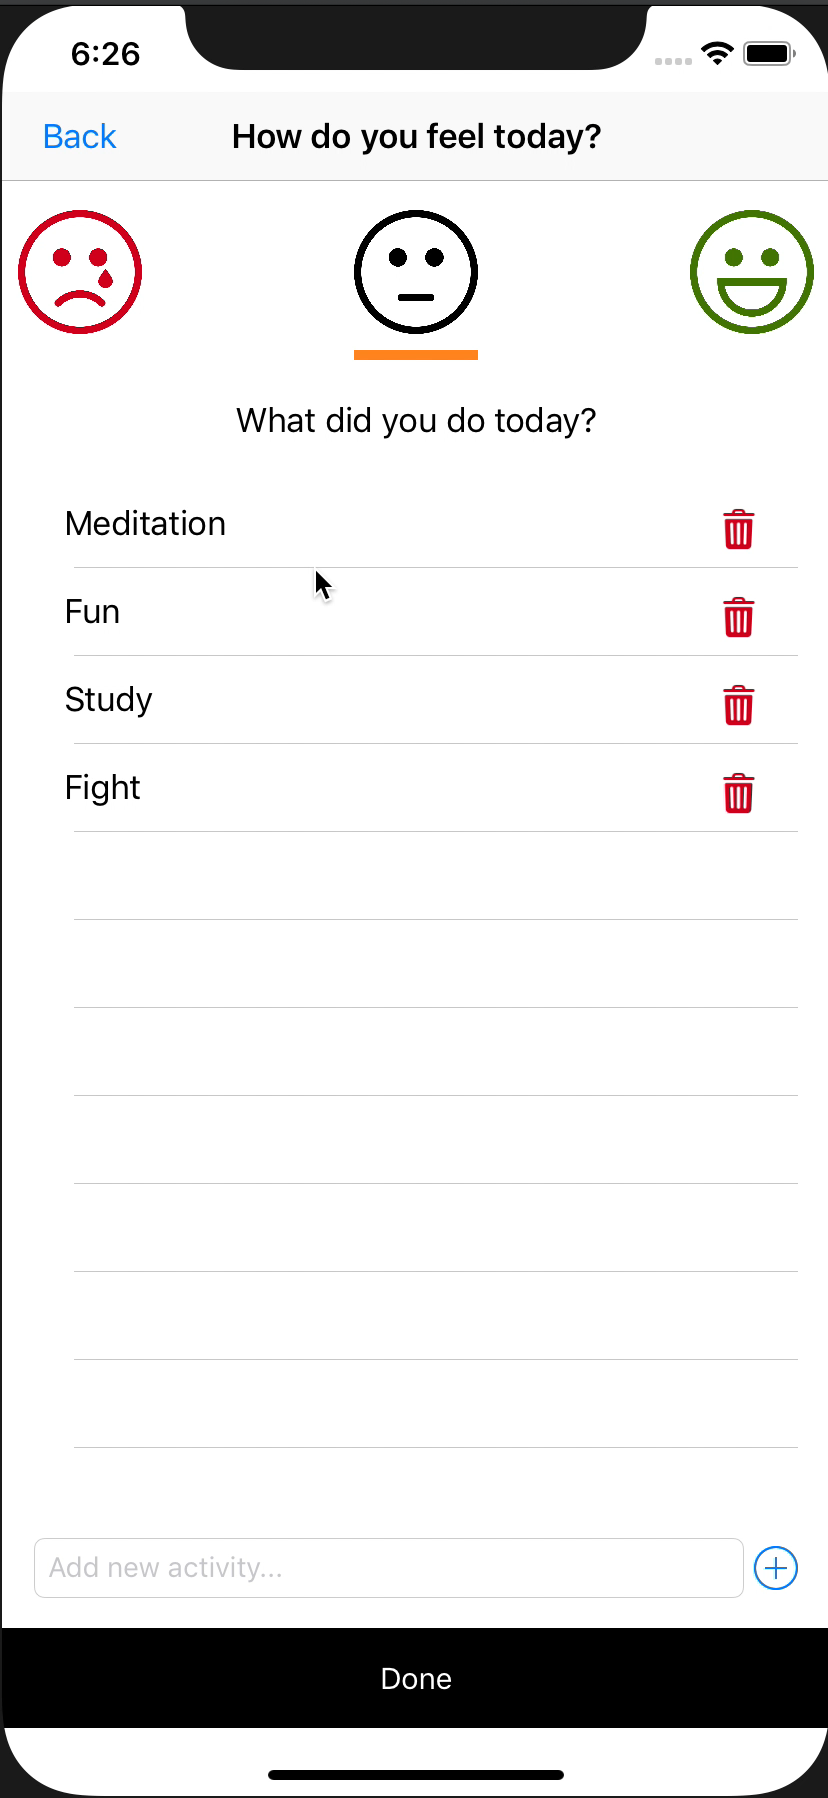 6:26
Back
How do you feel today?
What did you do today?
Meditation
Fun
Study
Fight
Add new activity...
Done